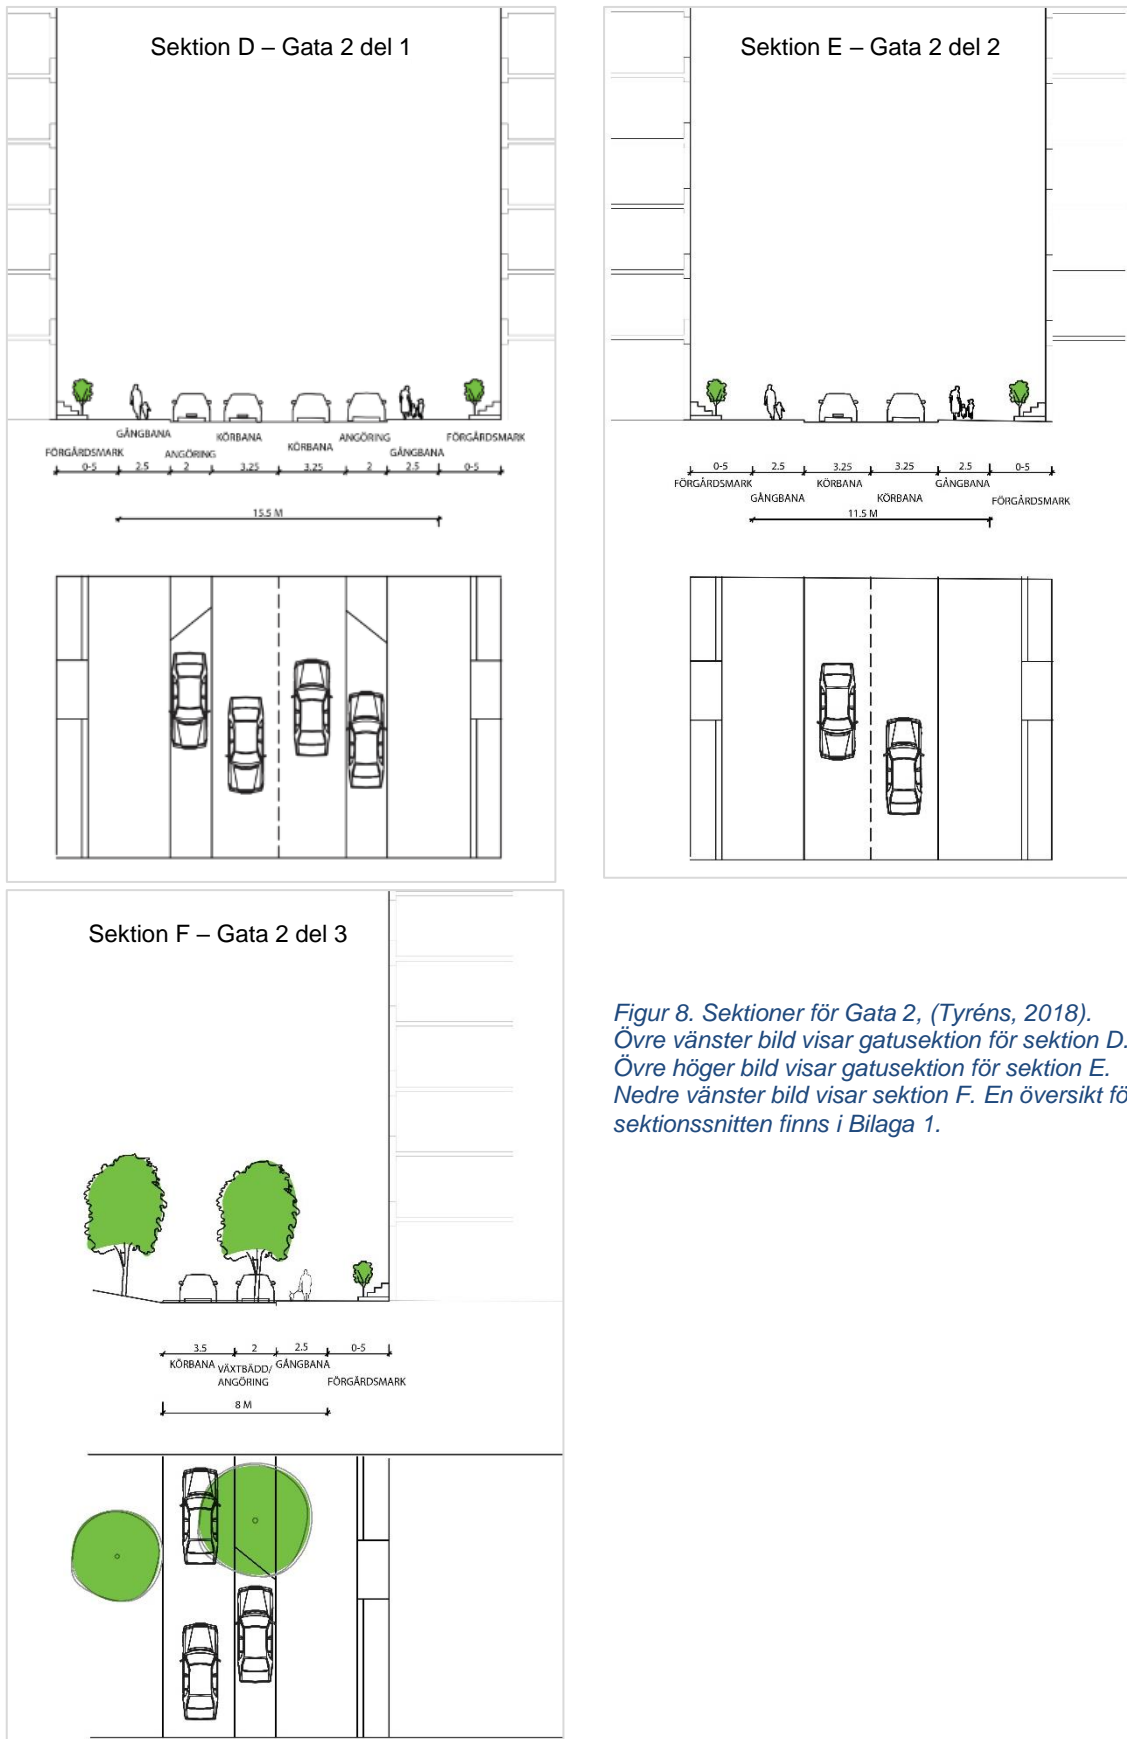 Sektion D – Gata 2 del 1
GÅNGBANA
KÖRBANA
ANGÖRING
FÖRGÅRDSMARK
FÖRGÅRDSMARK
ANGÖRING
KÖRBANA
GÅNGBANA
0-5 2.5 2 3.25 3.25 2 2.5 0-5
15.5 M
Sektion E – Gata 2 del 2
0-5 2.5 3.25 3.25 2.5 0-5
FÖRGÅRDSMARK KÖRBANA GÅNGBANA
GÅNGBANA KÖRBANA FÖRGÅRDSMARK
11.5 M
Sektion F – Gata 2 del 3
3.5 2 2.5 0-5
KÖRBANA VÄXTBÄDD/ GÅNGBANA
ANGÖRING FÖRGÅRDSMARK
8 M
Figur 8. Sektioner för Gata 2, (Tyréns, 2018).
Övre vänster bild visar gatusektion för sektion D.
Övre höger bild visar gatusektion för sektion E.
Nedre vänster bild visar sektion F. En översikt fö
sektionssnitten finns i Bilaga 1.